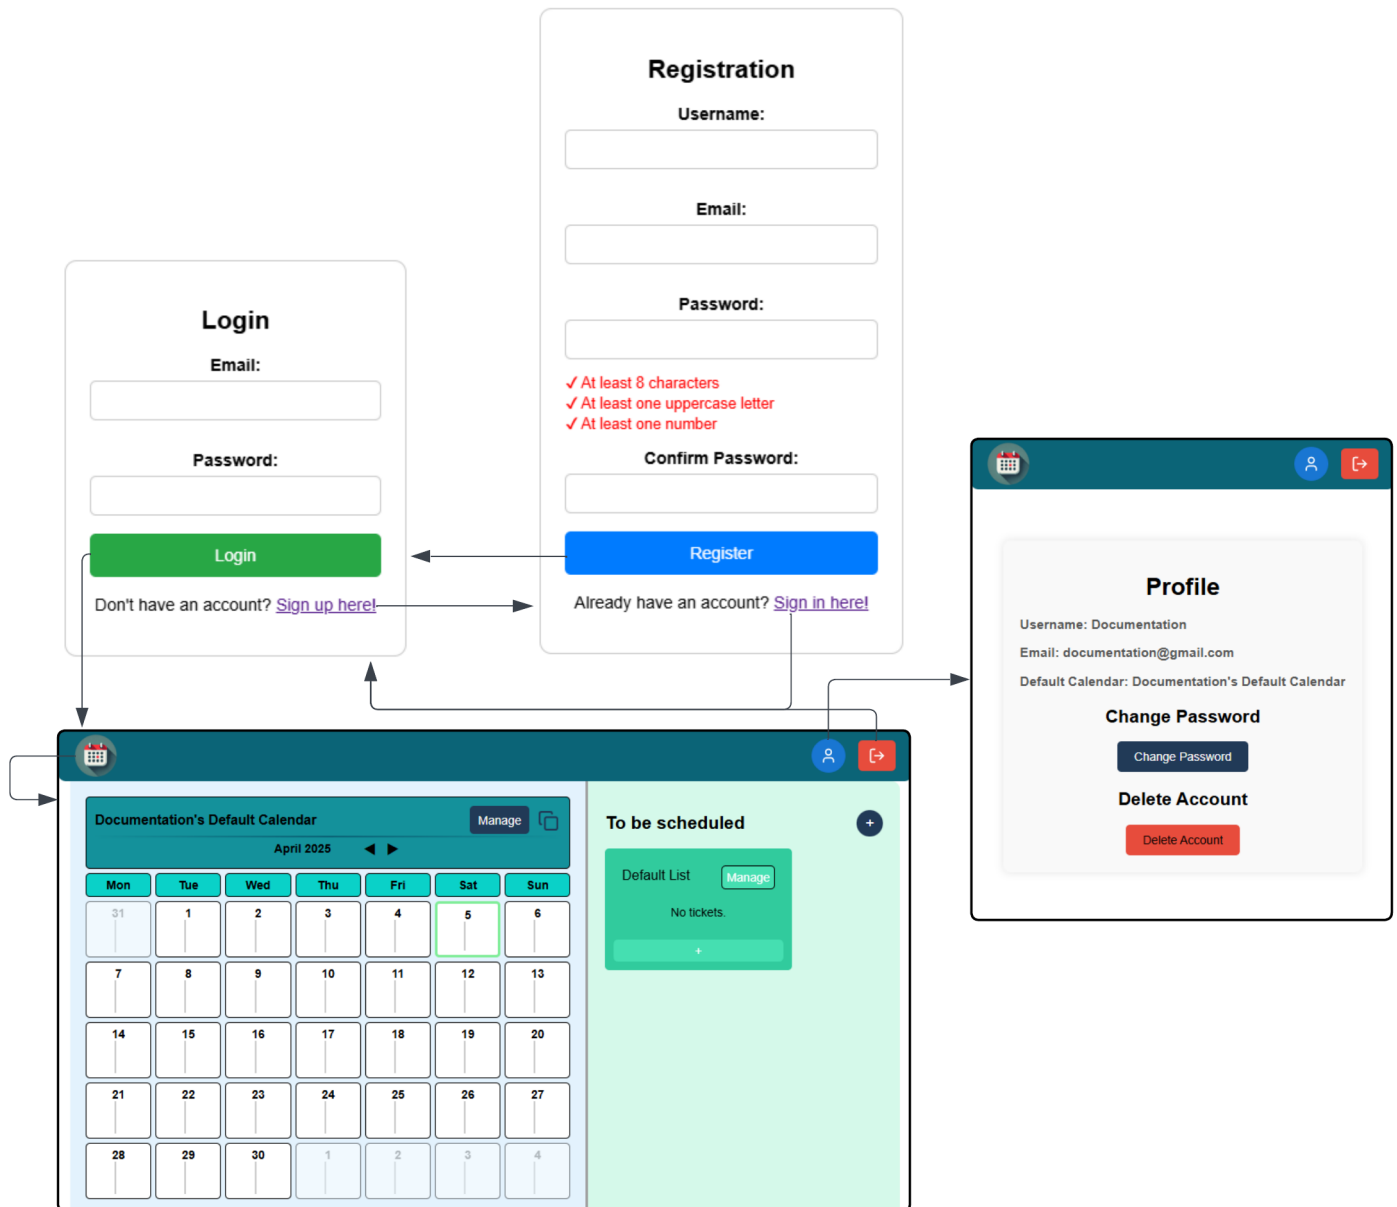 Registration
Username:
Email:
Password:
✓ At least 8 characters
✓ At least one uppercase letter
✓ At least one number
Confirm Password:
Register
Already have an account? Sign in here!
Login
Email:
Password:
Login
Don't have an account? Sign up here!
Profile
Username: Documentation
Email: documentation@gmail.com
Default Calendar: Documentation's Default Calendar
Change Password
Change Password
Delete Account
Delete Account
Documentation's Default Calendar Manage
April 2025
Mon Tue Wed Thu Fri Sat Sun
31 1 2 3 4 5 6
7 8 9 10 11 12 13
14 15 16 17 18 19 20
21 22 23 24 25 26 27
28 29 30 1 2 3 4
To be scheduled +
Default List Manage
No tickets.
+